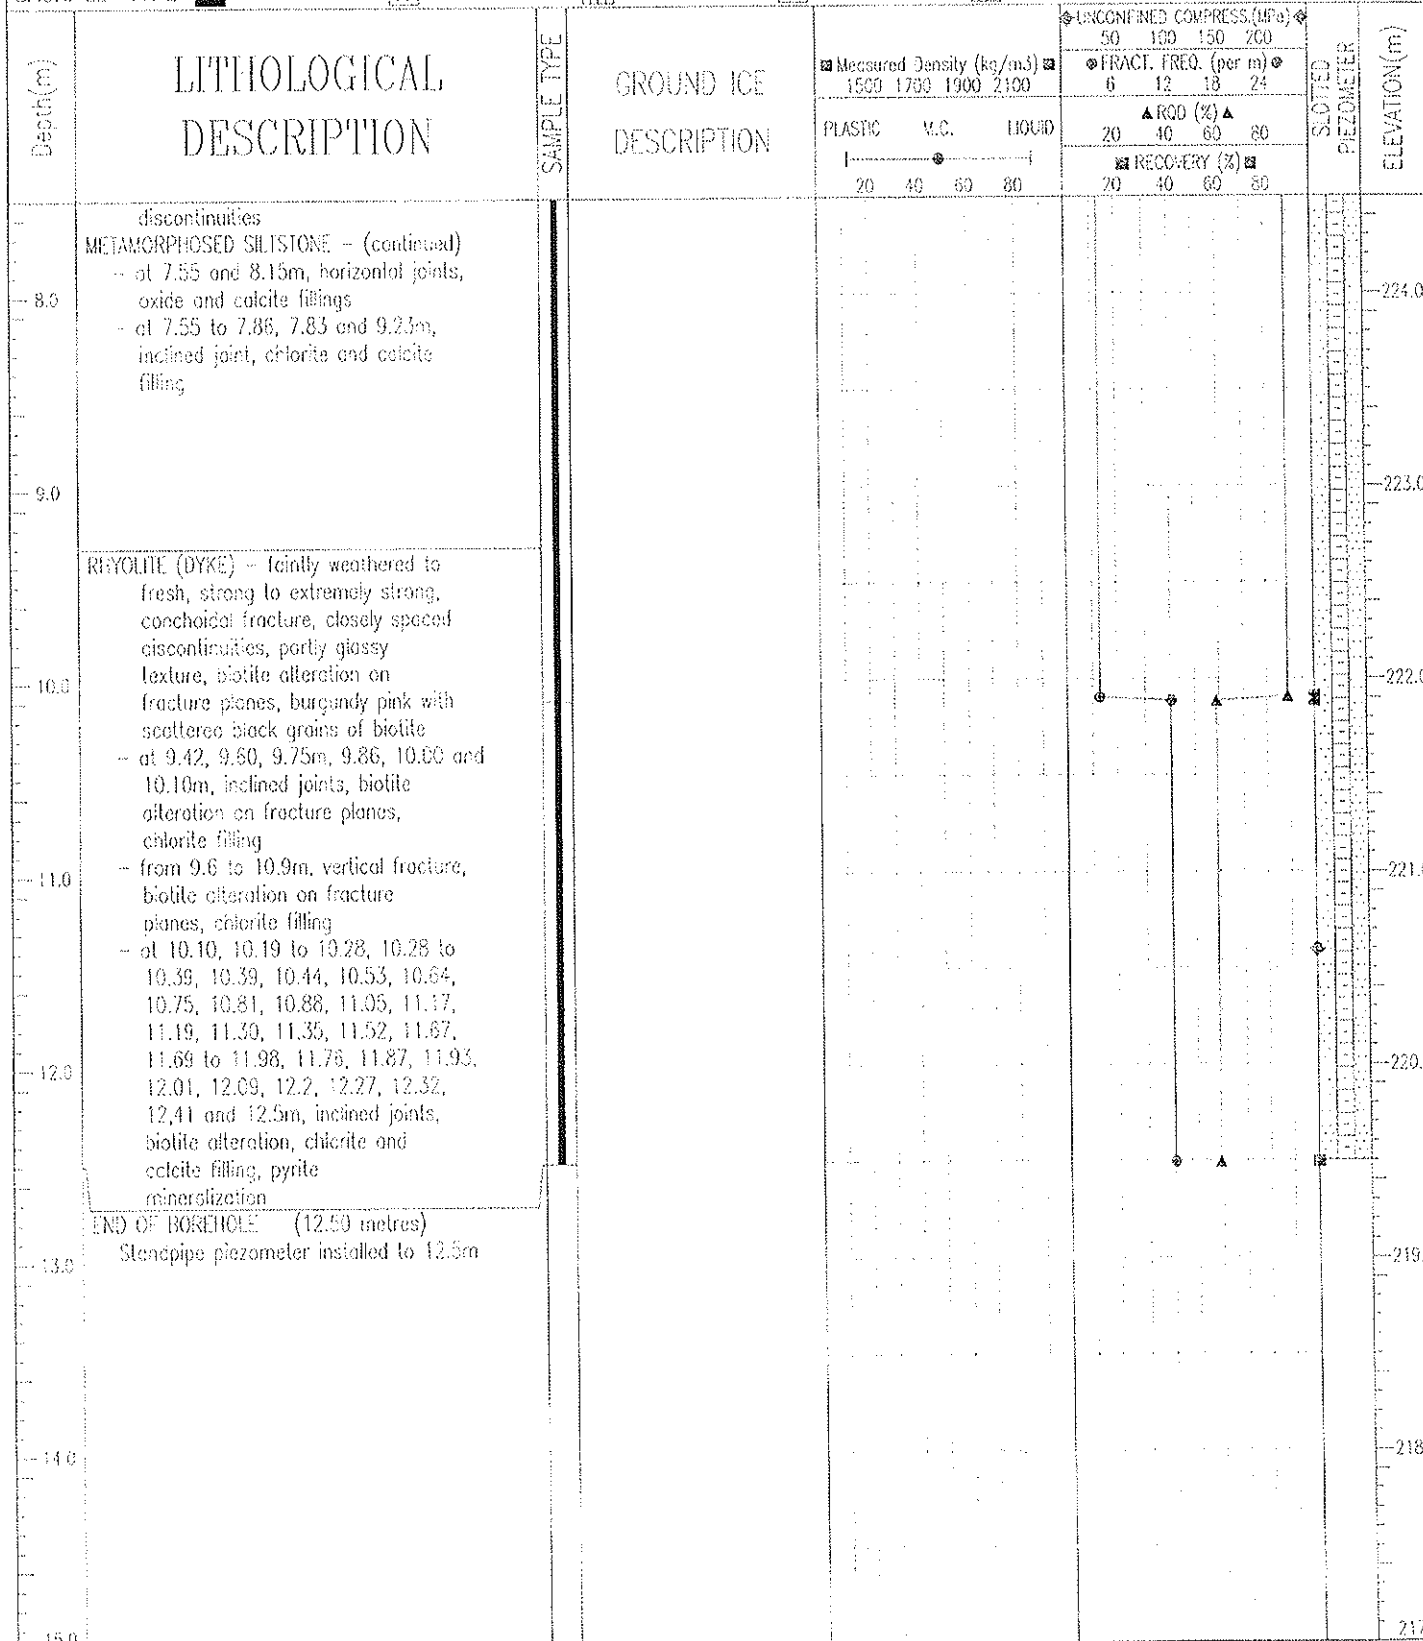 Depth(m)
LITHOLOGICAL
DESCRIPTION
SAMPLE TYPE
GROUND ICE
DESCRIPTION
Measured Density (kg/m3)
1500 1700 1900 2100
PLASTIC M.C. LIQUID
20 40 60 80
UNCONFINED COMPRESS.(MPa)
50 100 150 200
FRACT. FREQ. (per m)
6 12 18 24
RQD (%)
20 40 60 80
RECOVERY (%)
20 40 60 80
SLOTTED
PIEZOMETER
ELEVATION(m)
discontinuities
METAMORPHOSED SILTSTONE - (continued)
- at 7.55 and 8.15m, horizontal joints,
oxide and calcite fillings
- at 7.55 to 7.86, 7.83 and 9.23m,
inclined joint, chlorite and calcite
filling
RHYOLITE (DYKE) - faintly weathered to
fresh, strong to extremely strong,
conchoidal fracture, closely spaced
discontinuities, partly glassy
texture, biotite alteration on
fracture planes, burgundy pink with
scattered black grains of biotite
- at 9.42, 9.60, 9.75m, 9.86, 10.00 and
10.10m, inclined joints, biotite
alteration on fracture planes,
chlorite filling
- from 9.6 to 10.9m, vertical fracture,
biotite alteration on fracture
planes, chlorite filling
- at 10.10, 10.19 to 10.28, 10.28 to
10.39, 10.39, 10.44, 10.53, 10.64,
10.75, 10.81, 10.88, 11.05, 11.17,
11.19, 11.30, 11.35, 11.52, 11.67,
11.69 to 11.98, 11.76, 11.87, 11.93,
12.01, 12.09, 12.2, 12.27, 12.32,
12,41 and 12.5m, inclined joints,
biotite alteration, chlorite and
calcite filling, pyrite
mineralization
END OF BOREHOLE (12.50 metres)
Standpipe piezometer installed to 12.5m
8.0
9.0
10.0
11.0
12.0
13.0
14.0
15.0
224.0
223.0
222.0
221.0
220.
219.
218
217